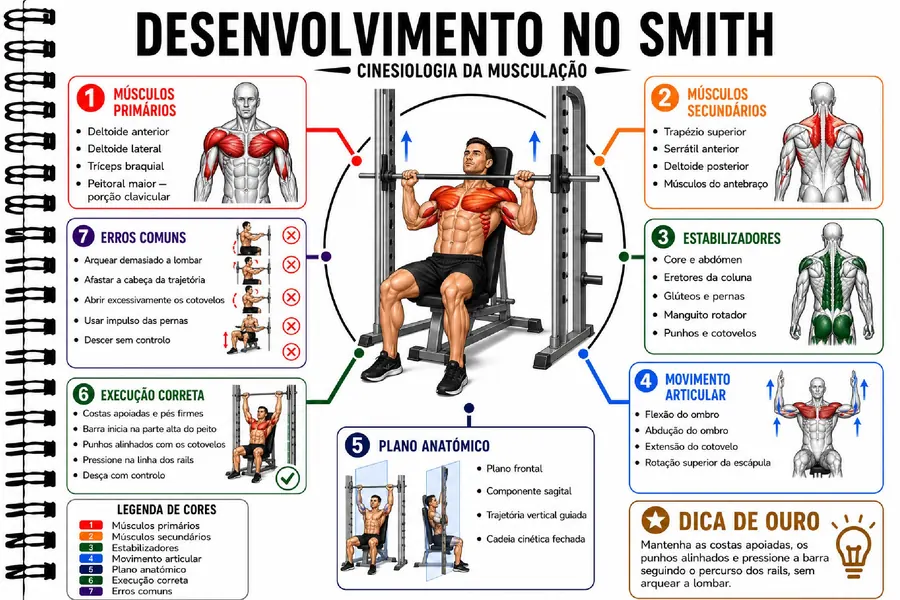 DESENVOLVIMENTO NO SMITH
CINESIOLOGIA DA MUSCULAÇÃO
1 MÚSCULOS
PRIMÁRIOS
• Deltoide anterior
• Deltoide lateral
• Tríceps braquial
• Peitoral maior –
porção clavicular
2 MÚSCULOS
SECUNDÁRIOS
• Trapézio superior
• Serrátil anterior
• Deltoide posterior
• Músculos do antebraço
7 ERROS COMUNS
• Arquear demasiado a lombar
• Afastar a cabeça da trajetória
• Abrir excessivamente os cotovelos
• Usar impulso das pernas
• Descer sem controlo
3 ESTABILIZADORES
• Core e abdómen
• Eretores da coluna
• Glúteos e pernas
• Manguito rotador
• Punhos e cotovelos
6 EXECUÇÃO CORRETA
• Costas apoiadas e pés firmes
• Barra inicia na parte alta do peito
• Punhos alinhados com os cotovelos
• Pressione na linha dos rails
• Desça com controlo
4 MOVIMENTO
ARTICULAR
• Flexão do ombro
• Abdução do ombro
• Extensão do cotovelo
• Rotação superior da escápula
5 PLANO ANATÓMICO
• Plano frontal
• Componente sagital
• Trajetória vertical guiada
• Cadeia cinética fechada
LEGENDA DE CORES
1 Músculos primários
2 Músculos secundários
3 Estabilizadores
4 Movimento articular
5 Plano anatômico
6 Execução correta
7 Erros comuns
DICA DE OURO
Mantenha as costas apoiadas, os
punhos alinhados e pressione a barra
seguindo o percurso dos rails, sem
arquear a lombar.